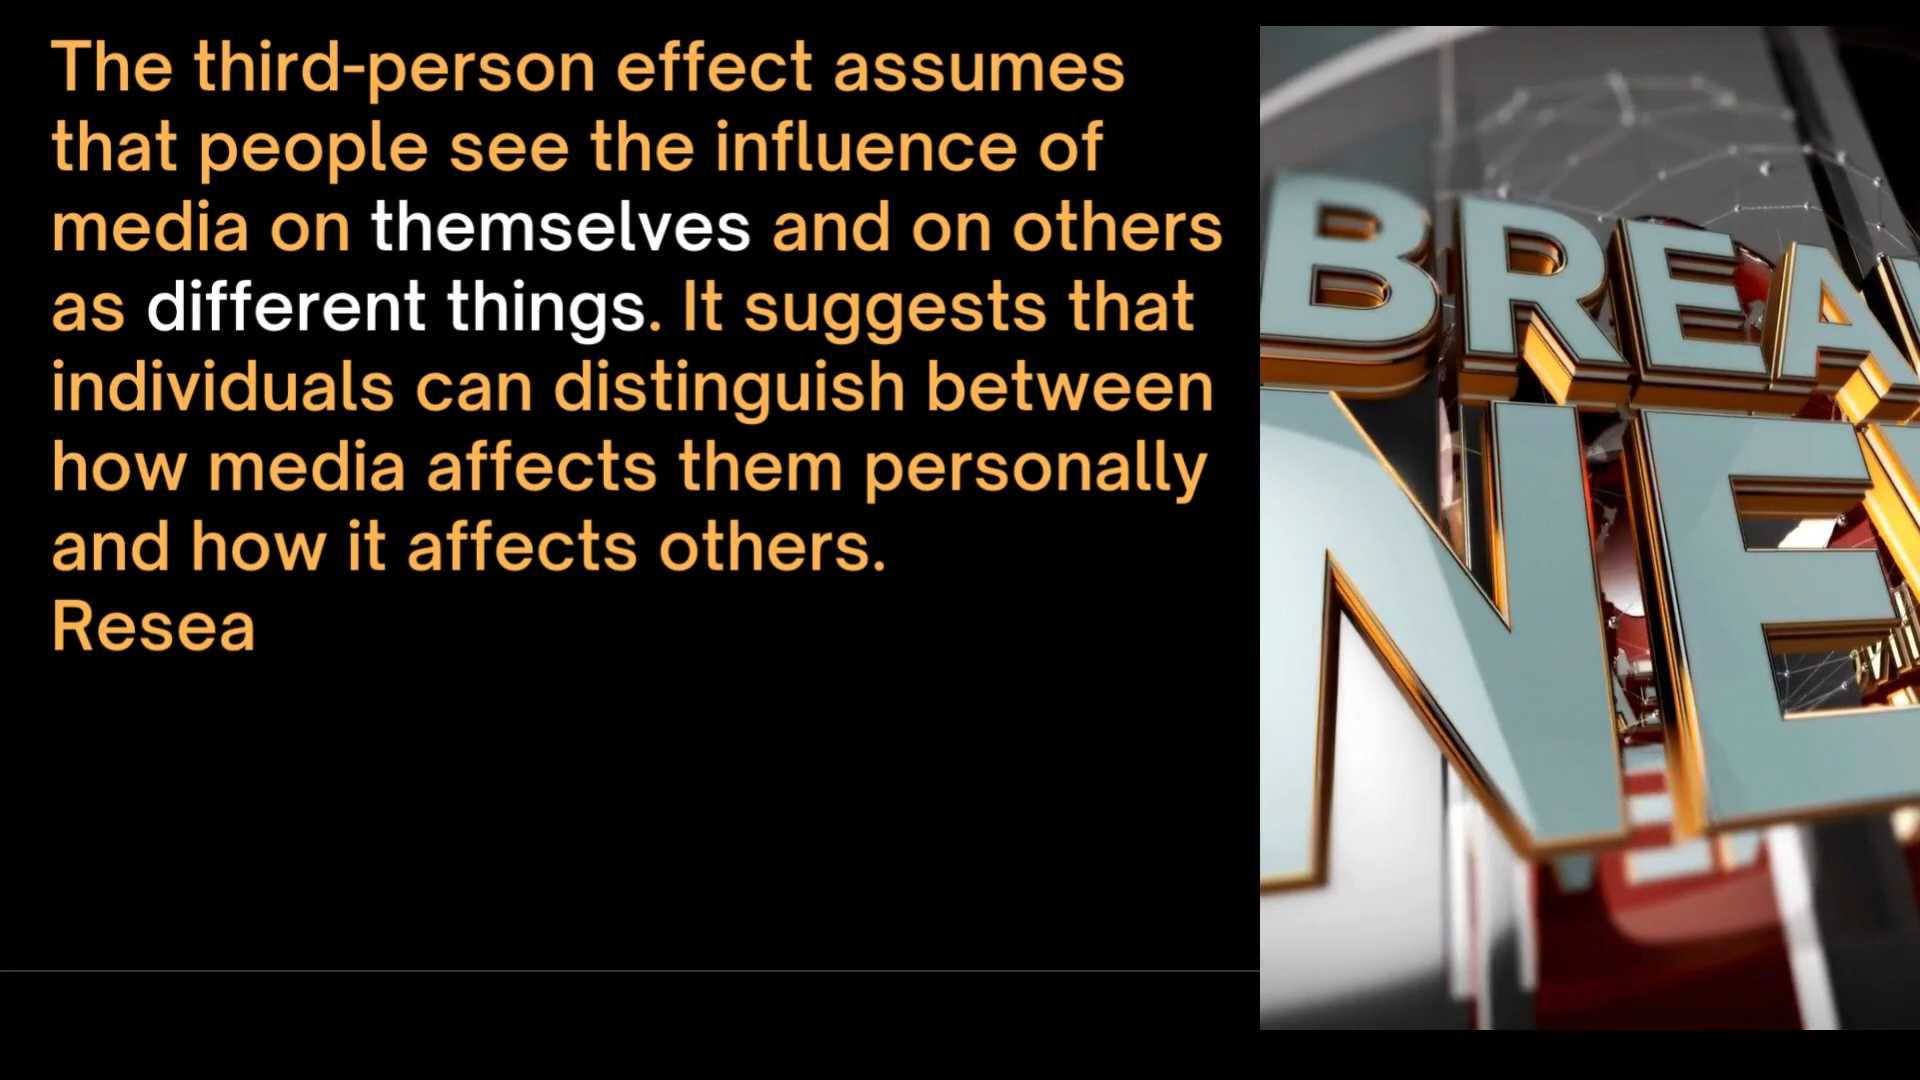 The third-person effect assumes
that people see the influence of
media on themselves and on others
as different things. It suggests that
individuals can distinguish between
how media affects them personally
and how it affects others.
Resea
BREA
NE